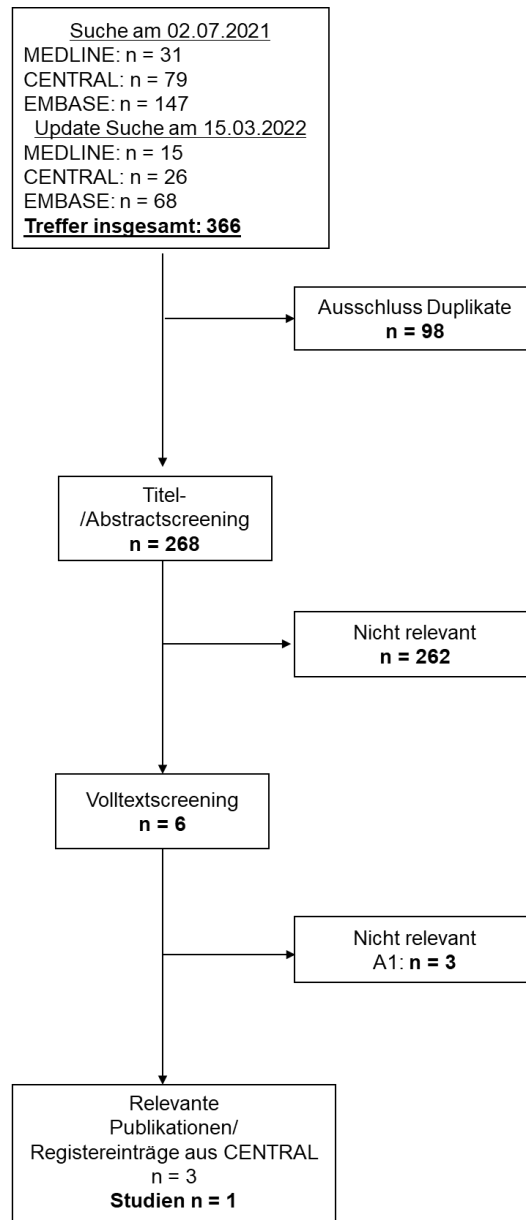 Suche am 02.07.2021
MEDLINE: n = 31
CENTRAL: n = 79
EMBASE: n = 147
Update Suche am 15.03.2022
MEDLINE: n = 15
CENTRAL: n = 26
EMBASE: n = 68
Treffer insgesamt: 366
Ausschluss Duplikate
n = 98
Titel-
/Abstractscreening
n = 268
Nicht relevant
n = 262
Volltextscreening
n = 6
Nicht relevant
A1: n = 3
Relevante
Publikationen/
Registereinträge aus CENTRAL
n = 3
Studien n = 1